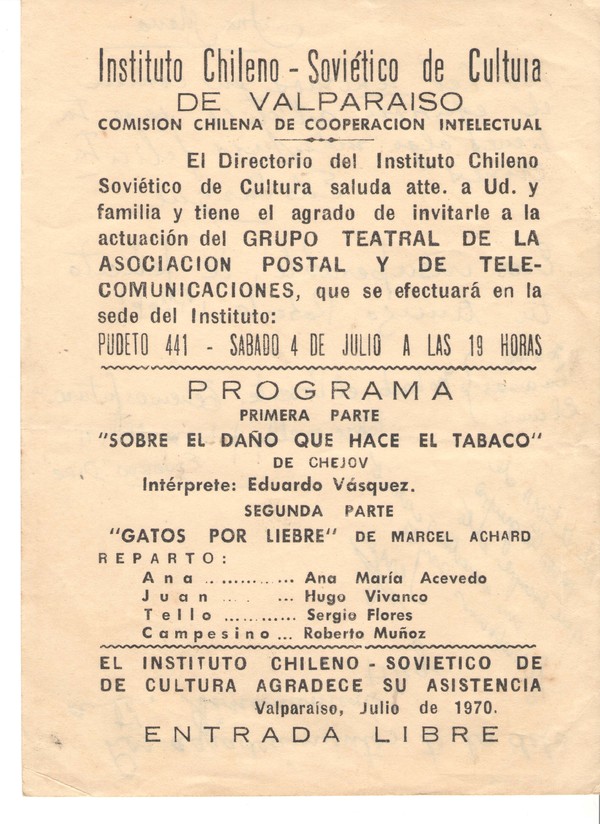 Instituto Chileno - Soviético de Cultura
DE VALPARAISO
COMISION CHILENA DE COOPERACION INTELECTUAL
El Directorio del Instituto Chileno
Soviético de Cultura saluda atte. a Ud. y
familia y tiene el agrado de invitarle a la
actuación del GRUPO TEATRAL DE LA
ASOCIACION POSTAL Y DE TELE-
COMUNICACIONES, que se efectuará en la
sede del Instituto:
PUDETO 441 - SABADO 4 DE JULIO A LAS 19 HORAS
PROGRAMA
PRIMERA PARTE
"SOBRE EL DAÑO QUE HACE EL TABACO"
DE CHEJOV
Intérprete: Eduardo Vásquez.
SEGUNDA PARTE
"GATOS POR LIEBRE" DE MARCEL ACHARD
REPARTO:
Ana ............ Ana María Acevedo
Juan .... ... Hugo Vivanco
Tello ............ Sergio Flores
Campesino ... Roberto Muñoz
EL INSTITUTO CHILENO - SOVIETICO DE
DE CULTURA AGRADECE SU ASISTENCIA
Valparaíso, Julio de 1970.
ENTRADA LIBRE